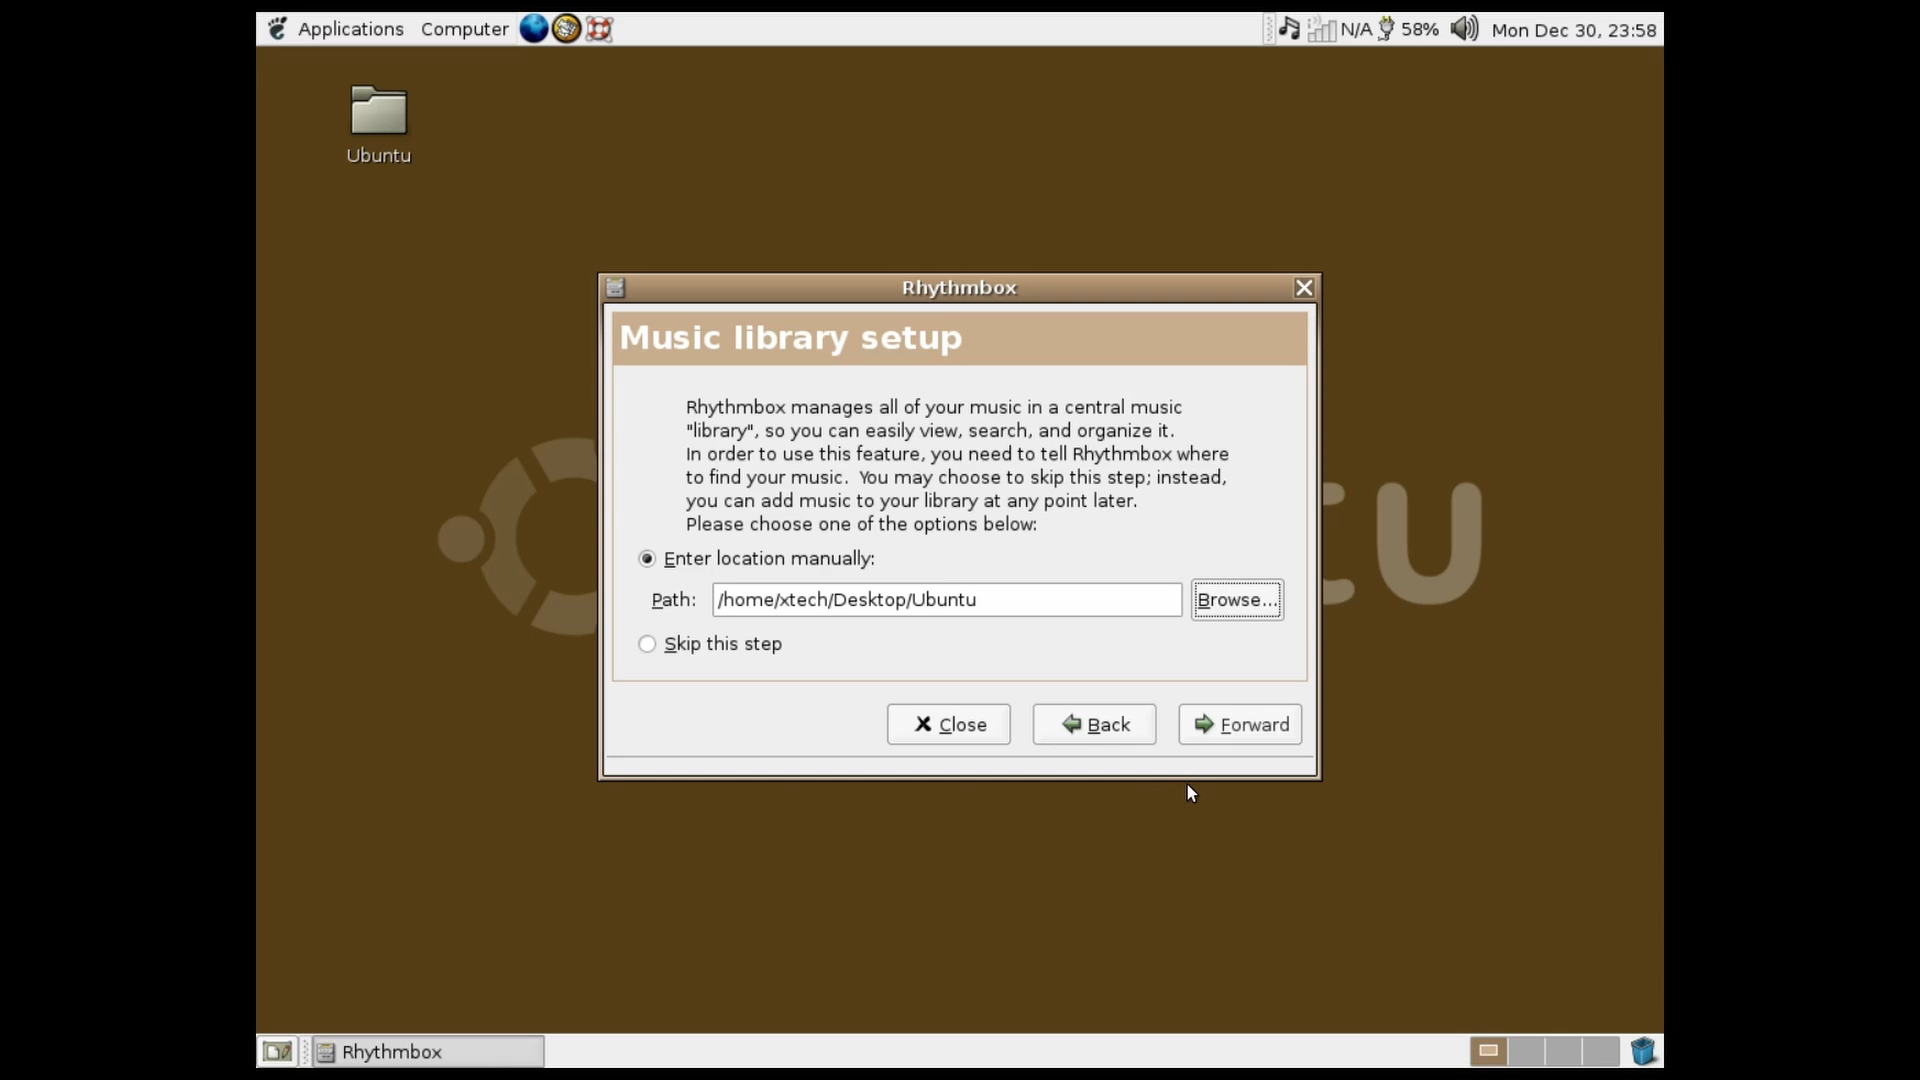 Applications Computer N/A 58% Mon Dec 30, 23:58
Ubuntu
Rhythmbox
Music library setup
Rhythmbox manages all of your music in a central music
"library", so you can easily view, search, and organize it.
In order to use this feature, you need to tell Rhythmbox where
to find your music.  You may choose to skip this step; instead,
you can add music to your library at any point later.
Please choose one of the options below:
Enter location manually:
Path: /home/xtech/Desktop/Ubuntu Browse...
Skip this step
Close Back Forward
Rhythmbox